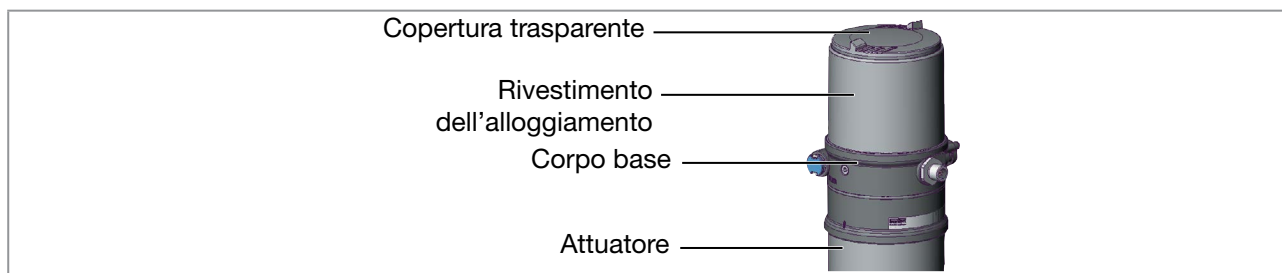 Copertura trasparente
Rivestimento
dell’alloggiamento
Corpo base
Attuatore